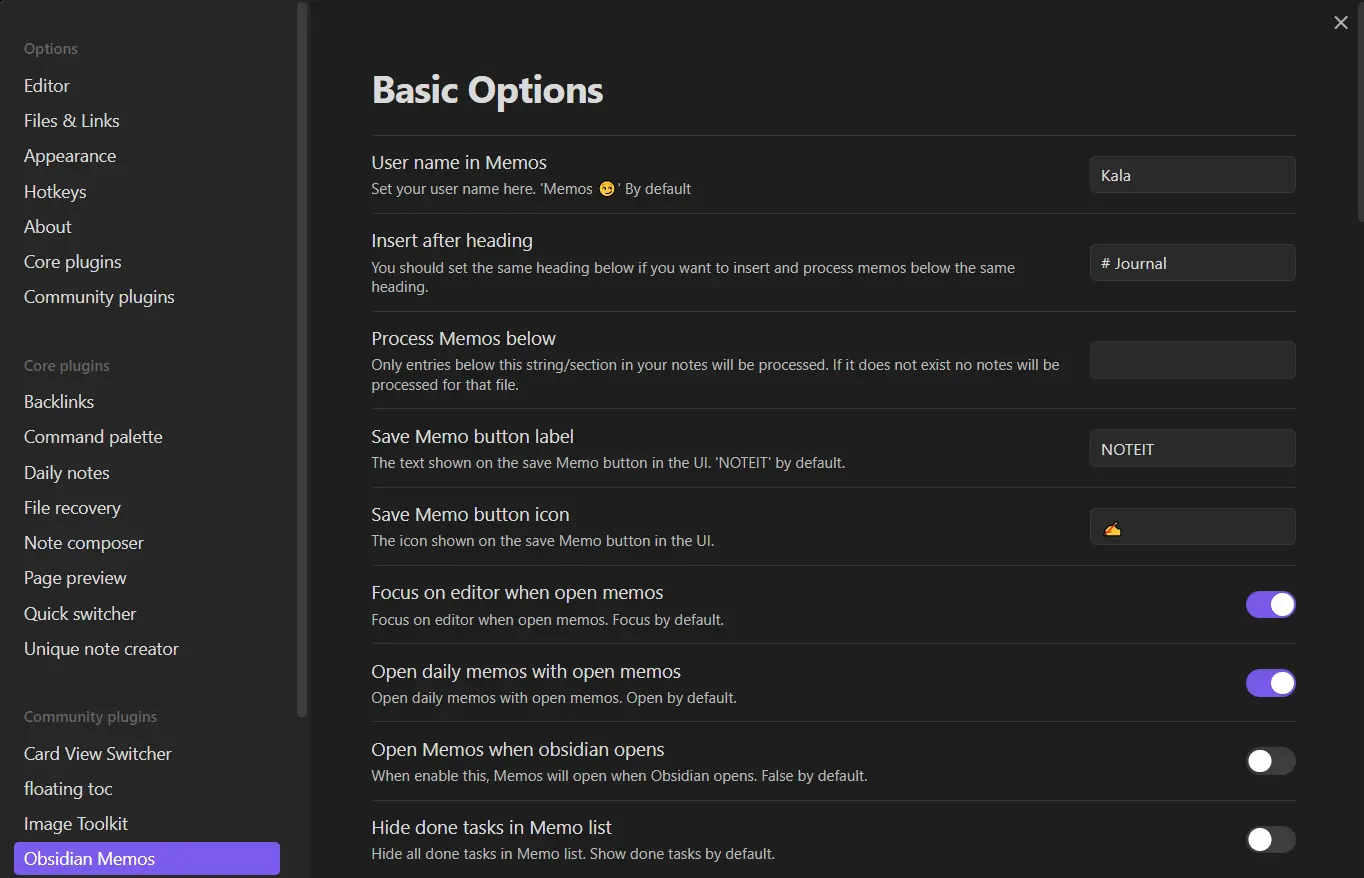 Options
Editor
Files & Links
Appearance
Hotkeys
About
Core plugins
Community plugins
Core plugins
Backlinks
Command palette
Daily notes
File recovery
Note composer
Page preview
Quick switcher
Unique note creator
Community plugins
Card View Switcher
floating toc
Image Toolkit
Obsidian Memos
Basic Options
User name in Memos
Set your user name here. 'Memos 😏' By default
Kala
Insert after heading
You should set the same heading below if you want to insert and process memos below the same
heading.
# Journal
Process Memos below
Only entries below this string/section in your notes will be processed. If it does not exist no notes will be
processed for that file.
Save Memo button label
The text shown on the save Memo button in the UI. 'NOTEIT' by default.
NOTEIT
Save Memo button icon
The icon shown on the save Memo button in the UI.
✍️
Focus on editor when open memos
Focus on editor when open memos. Focus by default.
Open daily memos with open memos
Open daily memos with open memos. Open by default.
Open Memos when obsidian opens
When enable this, Memos will open when Obsidian opens. False by default.
Hide done tasks in Memo list
Hide all done tasks in Memo list. Show done tasks by default.